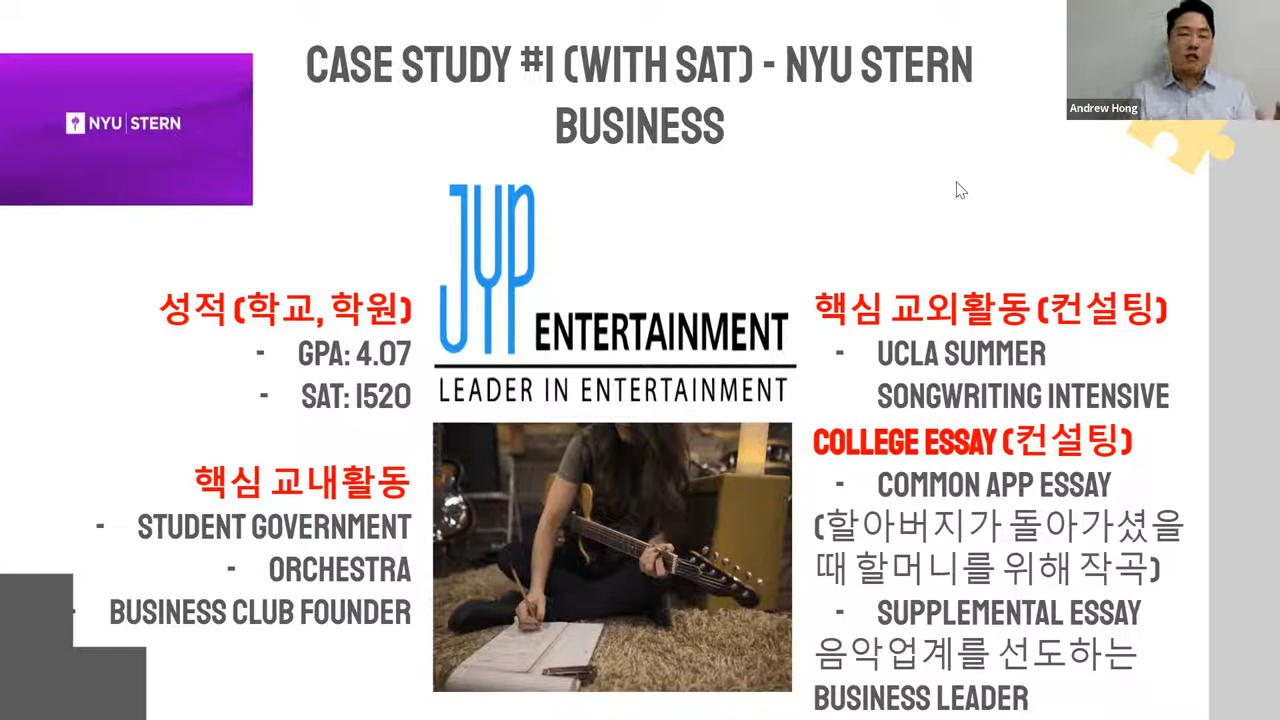 CASE STUDY #1 (WITH SAT) - NYU STERN
BUSINESS
NYU | STERN
Andrew Hong
JYP
ENTERTAINMENT
LEADER IN ENTERTAINMENT
성적 (학교, 학원)
- GPA: 4.07
- SAT: 1520
핵심 교내활동
- STUDENT GOVERNMENT
- ORCHESTRA
- BUSINESS CLUB FOUNDER
핵심 교외활동 (컨설팅)
- UCLA SUMMER
SONGWRITING INTENSIVE
COLLEGE ESSAY (컨설팅)
- COMMON APP ESSAY
(할아버지가 돌아가셨을
때 할머니를 위해 작곡)
- SUPPLEMENTAL ESSAY
음악업계를 선도하는
BUSINESS LEADER